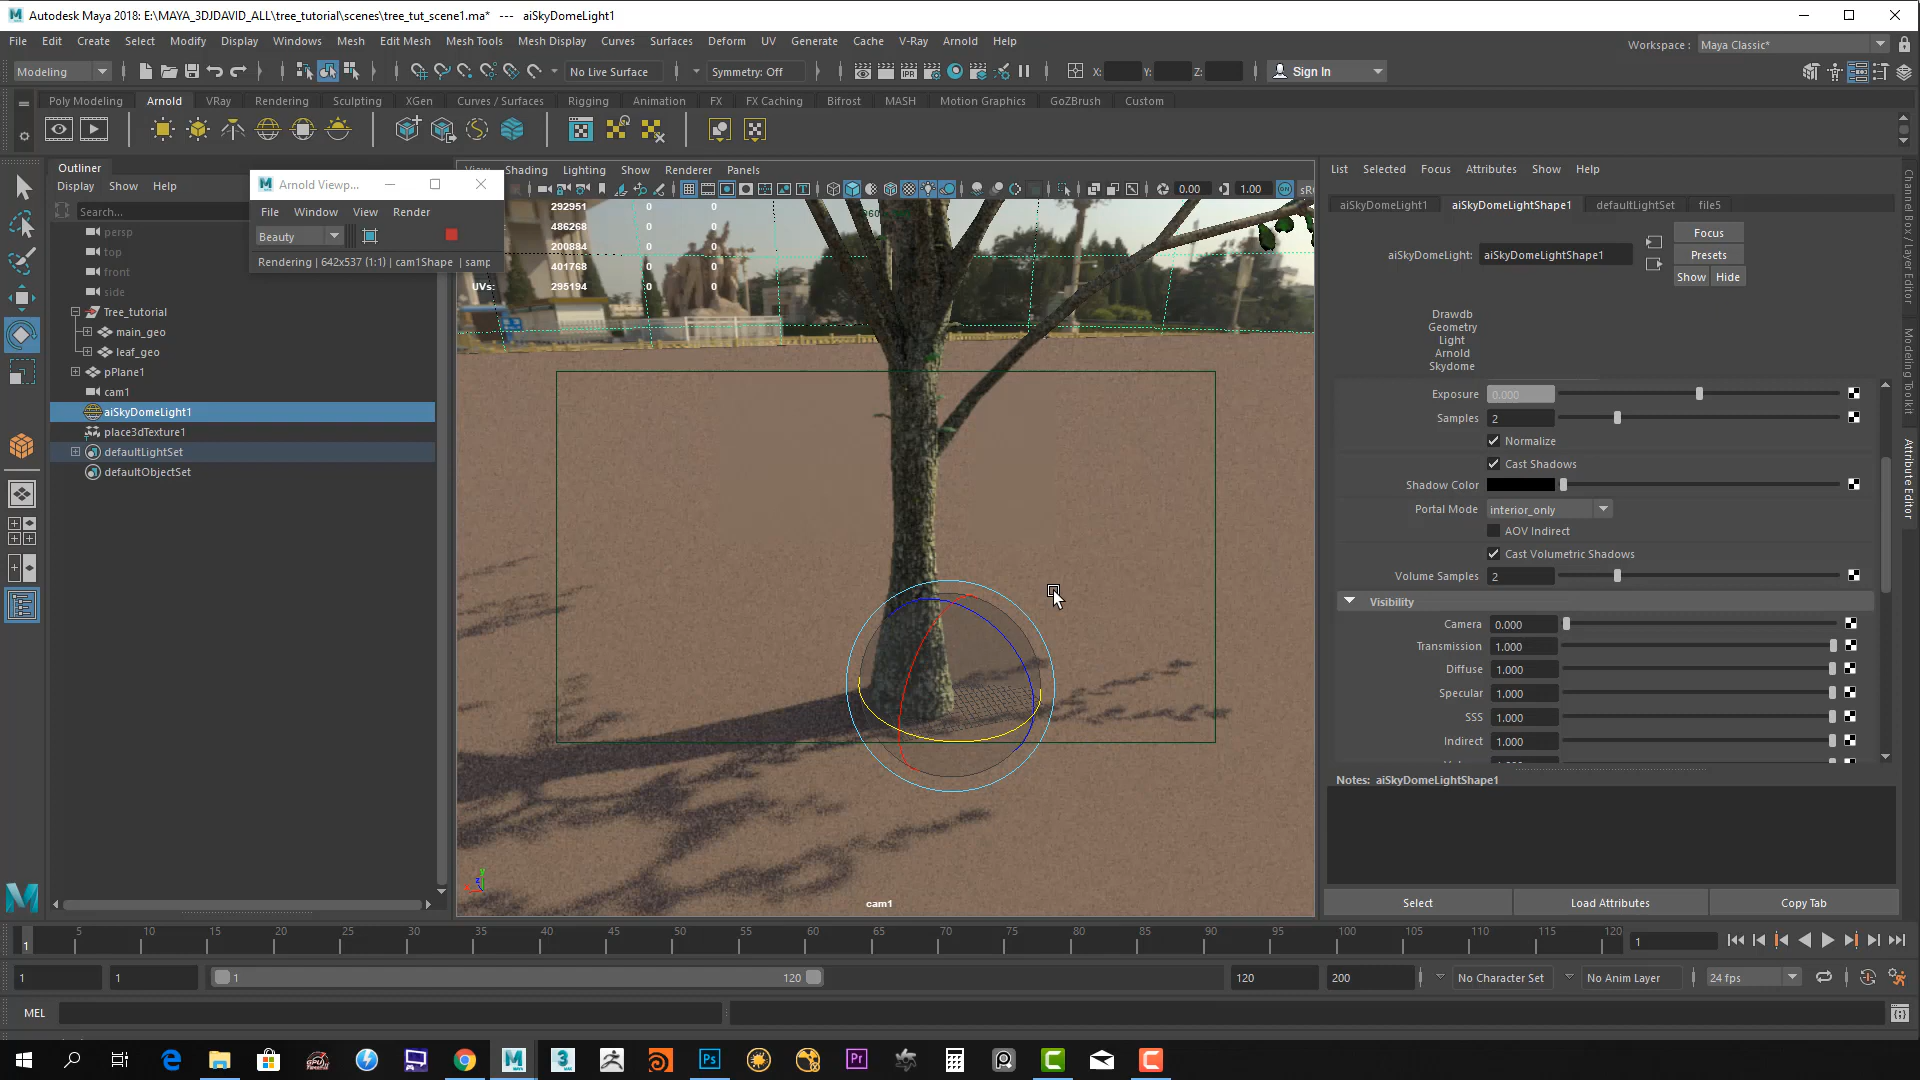 Autodesk Maya 2018: E:\MAYA_3DJDAVID_ALL\tree_tutorial\scenes\tree_tut_scene1.ma* --- aiSkyDomeLight1
File Edit Create Select Modify Display Windows Mesh Edit Mesh Mesh Tools Mesh Display Curves Surfaces Deform UV Generate Cache V-Ray Arnold Help
Workspace : Maya Classic*
Modeling
No Live Surface
Symmetry: Off
X: Y: Z:
Sign In
Poly Modeling Arnold VRay Rendering Sculpting XGen Curves / Surfaces Rigging Animation FX FX Caching Bifrost MASH Motion Graphics GoZBrush Custom
Outliner
Display Show Help
Search...
persp
top
front
side
Tree_tutorial
main_geo
leaf_geo
pPlane1
cam1
aiSkyDomeLight1
place3dTexture1
defaultLightSet
defaultObjectSet
Arnold Viewp...
File Window View Render
Beauty
Rendering | 642x537 (1:1) | cam1Shape | samp
Shading Lighting Show Renderer Panels
0.00 1.00
292951 0 0
486268 0 0
200884 0 0
401768 0 0
UVs: 295194 0 0
cam1
List Selected Focus Attributes Show Help
aiSkyDomeLight1 aiSkyDomeLightShape1 defaultLightSet file5
aiSkyDomeLight: aiSkyDomeLightShape1
Focus
Presets
Show Hide
Drawdb
Geometry
Light
Arnold
Skydome
Exposure 0.000
Samples 2
Normalize
Cast Shadows
Shadow Color
Portal Mode interior_only
AOV Indirect
Cast Volumetric Shadows
Volume Samples 2
Visibility
Camera 0.000
Transmission 1.000
Diffuse 1.000
Specular 1.000
SSS 1.000
Indirect 1.000
Notes: aiSkyDomeLightShape1
Select Load Attributes Copy Tab
Channel Box / Layer Editor
Modeling Toolkit
Attribute Editor
1 5 10 15 20 25 30 35 40 45 50 55 60 65 70 75 80 85 90 95 100 105 110 115 120
1
1 1 1 120 120 200 No Character Set No Anim Layer 24 fps
MEL